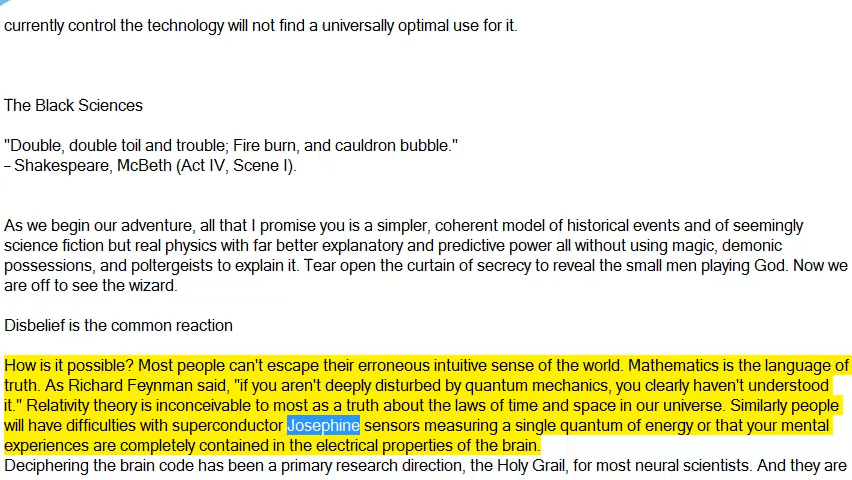 currently control the technology will not find a universally optimal use for it.
The Black Sciences
"Double, double toil and trouble; Fire burn, and cauldron bubble."
– Shakespeare, McBeth (Act IV, Scene I).
As we begin our adventure, all that I promise you is a simpler, coherent model of historical events and of seemingly
science fiction but real physics with far better explanatory and predictive power all without using magic, demonic
possessions, and poltergeists to explain it. Tear open the curtain of secrecy to reveal the small men playing God. Now we
are off to see the wizard.
Disbelief is the common reaction
How is it possible? Most people can't escape their erroneous intuitive sense of the world. Mathematics is the language of
truth. As Richard Feynman said, "if you aren't deeply disturbed by quantum mechanics, you clearly haven't understood
it." Relativity theory is inconceivable to most as a truth about the laws of time and space in our universe. Similarly people
will have difficulties with superconductor Josephine sensors measuring a single quantum of energy or that your mental
experiences are completely contained in the electrical properties of the brain.
Deciphering the brain code has been a primary research direction, the Holy Grail, for most neural scientists. And they are